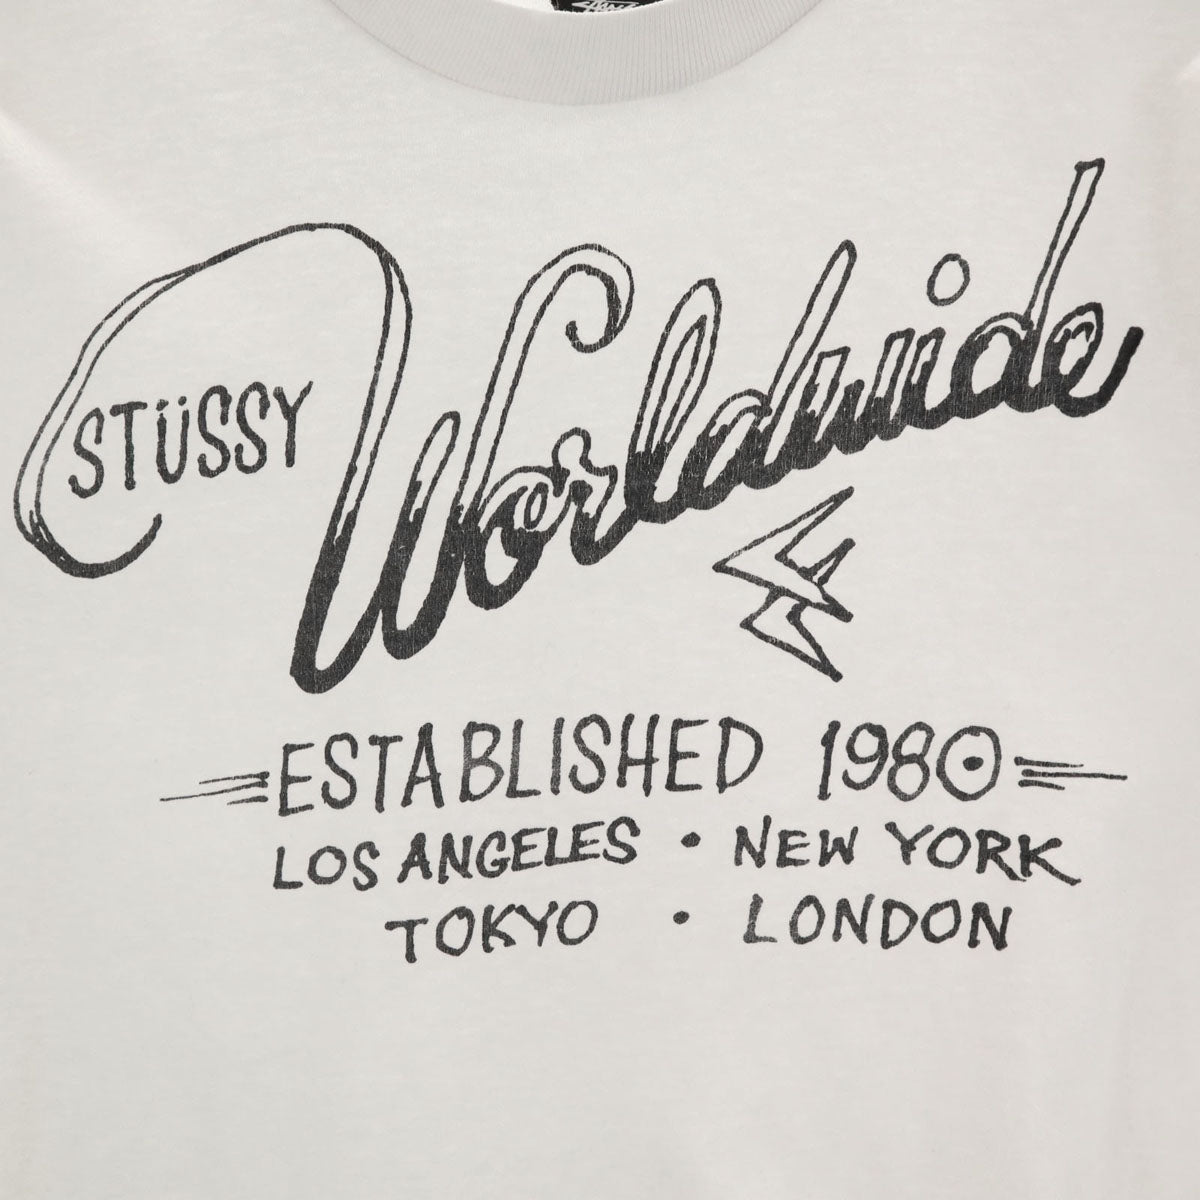 STÜSSY
Worldwide
ESTABLISHED 1980
LOS ANGELES • NEW YORK
TOKYO • LONDON